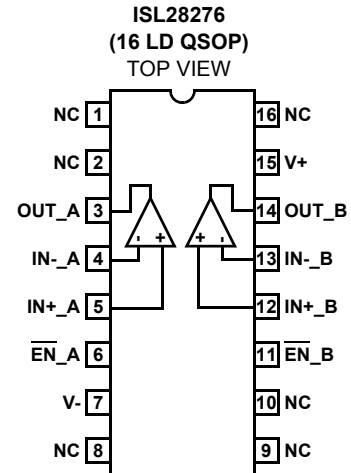 ISL28276
(16 LD QSOP)
TOP VIEW
NC 1 16 NC
NC 2 15 V+
OUT_A 3 14 OUT_B
IN-_A 4 - + + - 13 IN-_B
IN+_A 5 12 IN+_B
E̅N̅_A 6 11 E̅N̅_B
V- 7 10 NC
NC 8 9 NC